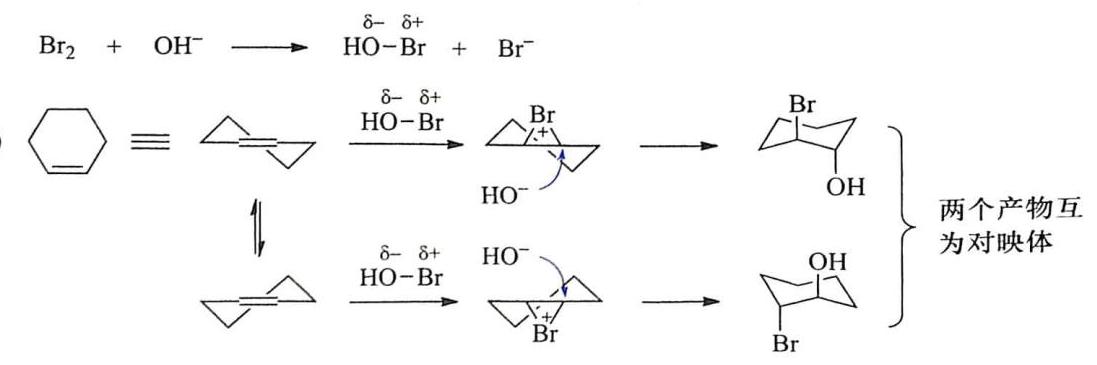 δ− δ+
Br₂ + OH⁻ HO−Br + Br⁻
δ− δ+
HO−Br
Br
+
HO⁻
Br
OH
两个产物互
为对映体
δ− δ+
HO−Br
HO⁻
+
Br
OH
Br